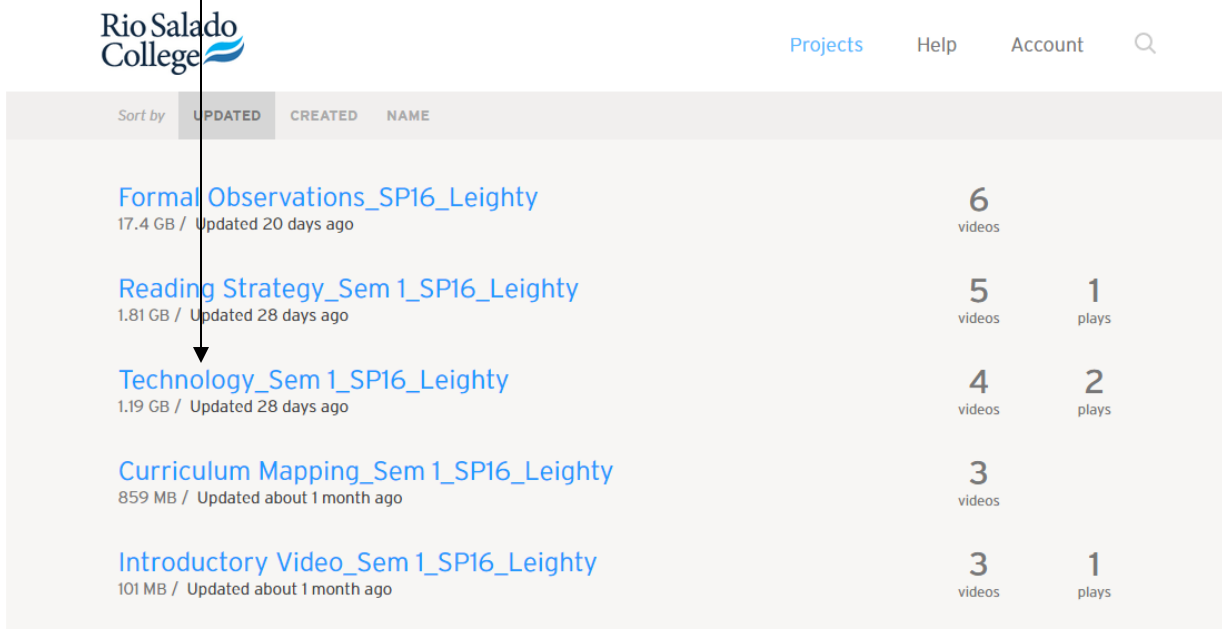 Rio Salado
College
Projects Help Account
Sort by UPDATED CREATED NAME
Formal Observations_SP16_Leighty
17.4 GB / Updated 20 days ago
6
videos
Reading Strategy_Sem 1_SP16_Leighty
1.81 GB / Updated 28 days ago
5 1
videos plays
Technology_Sem 1_SP16_Leighty
1.19 GB / Updated 28 days ago
4 2
videos plays
Curriculum Mapping_Sem 1_SP16_Leighty
859 MB / Updated about 1 month ago
3
videos
Introductory Video_Sem 1_SP16_Leighty
101 MB / Updated about 1 month ago
3 1
videos plays